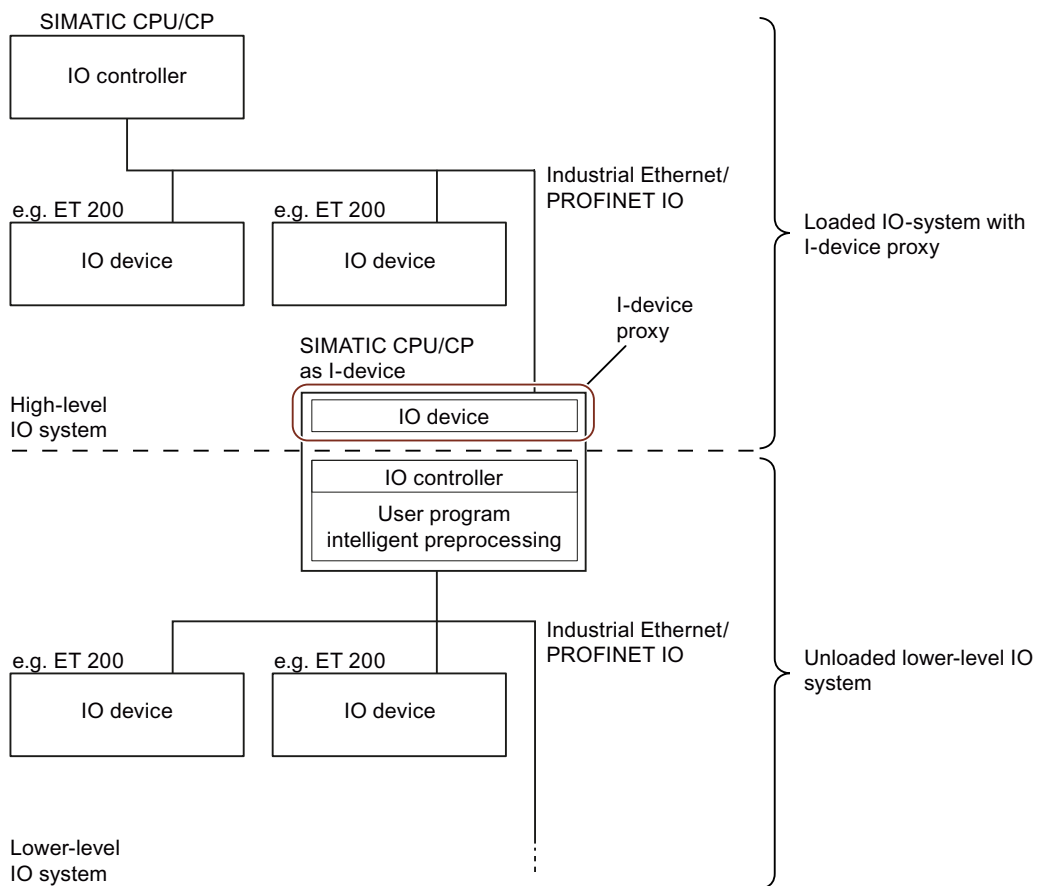 SIMATIC CPU/CP
IO controller
Industrial Ethernet/
PROFINET IO
e.g. ET 200
IO device
e.g. ET 200
IO device
Loaded IO-system with
I-device proxy
I-device
proxy
SIMATIC CPU/CP
as I-device
IO device
High-level
IO system
IO controller
User program
intelligent preprocessing
Industrial Ethernet/
PROFINET IO
e.g. ET 200
IO device
e.g. ET 200
IO device
Unloaded lower-level IO
system
Lower-level
IO system